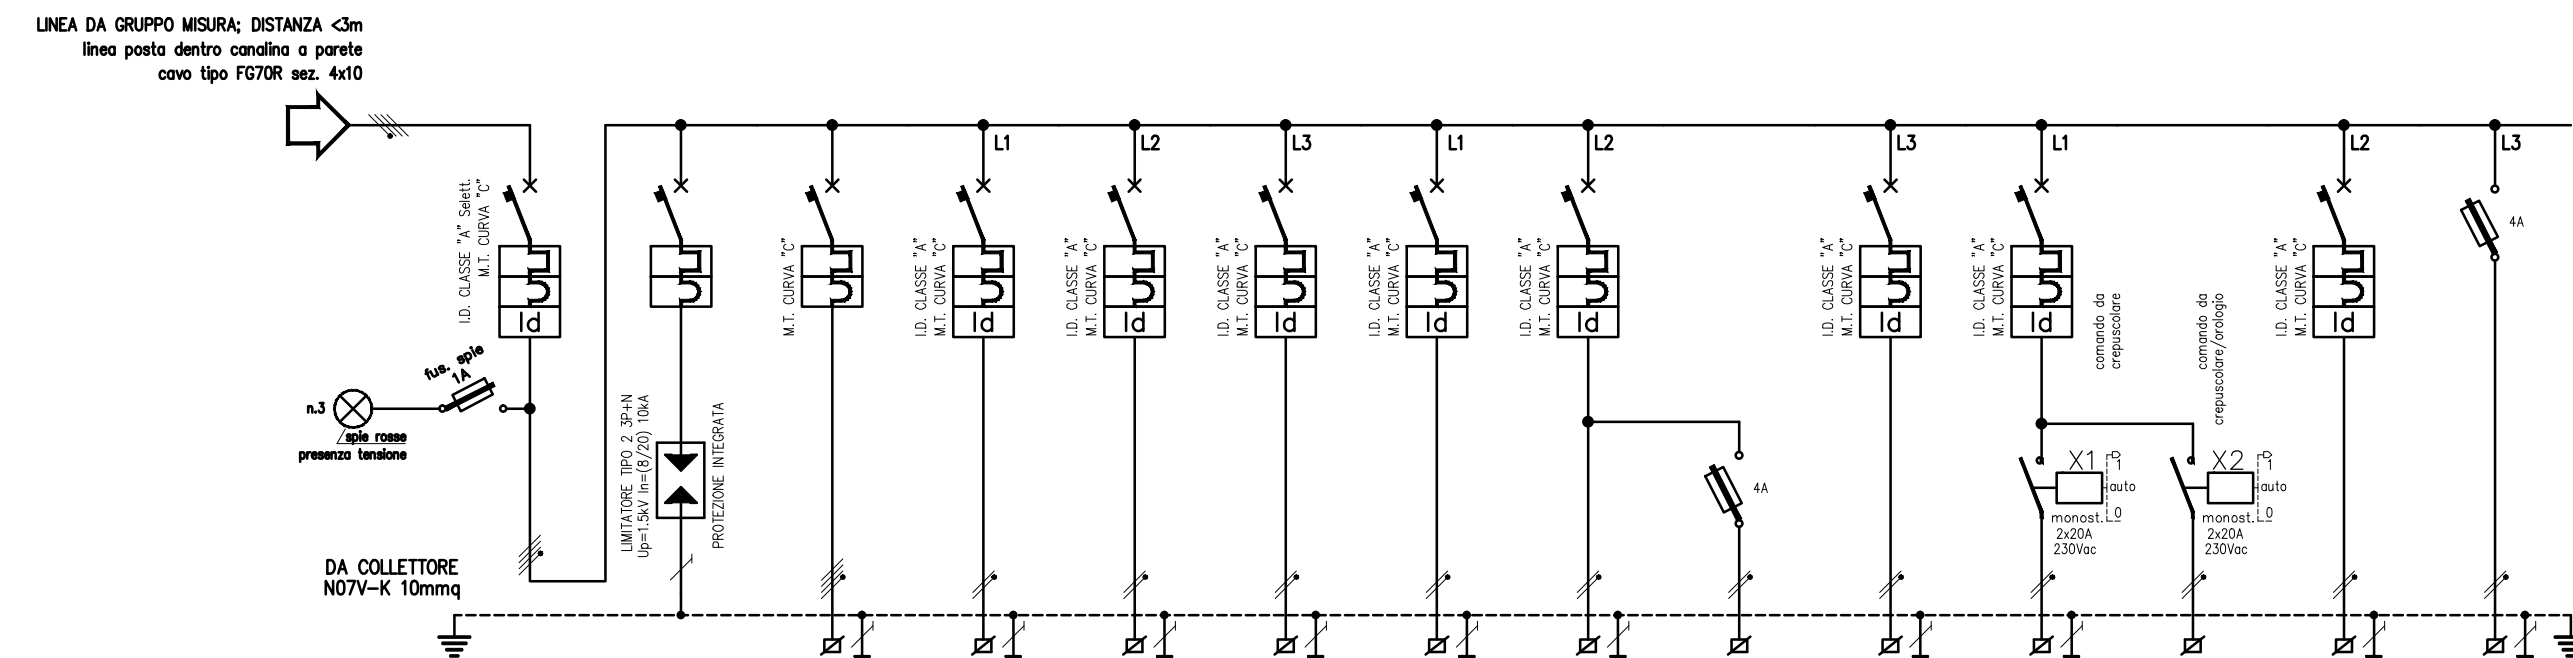 LINEA DA GRUPPO MISURA; DISTANZA <3m
linea posta dentro canalina a parete
cavo tipo FG7OR sez. 4x10
L1
L2
L3
L1
L2
L3
L1
L2
L3
I.D. CLASSE "A" Selett.
M.T. CURVA "C"
Id
M.T. CURVA "C"
I.D. CLASSE "A"
M.T. CURVA "C"
Id
I.D. CLASSE "A"
M.T. CURVA "C"
Id
I.D. CLASSE "A"
M.T. CURVA "C"
Id
I.D. CLASSE "A"
M.T. CURVA "C"
Id
I.D. CLASSE "A"
M.T. CURVA "C"
Id
I.D. CLASSE "A"
M.T. CURVA "C"
Id
I.D. CLASSE "A"
M.T. CURVA "C"
Id
comando da
crepuscolare
comando da
crepuscolare/orologio
I.D. CLASSE "A"
M.T. CURVA "C"
Id
4A
fus. spie
1A
n.3
spie rosse
presenza tensione
LIMITATORE TIPO 2 3P+N
Up=1.5kV In=(8/20) 10kA
PROTEZIONE INTEGRATA
4A
X1
1
auto
0
monost.
2x20A
230Vac
X2
1
auto
0
monost.
2x20A
230Vac
DA COLLETTORE
N07V-K 10mmq